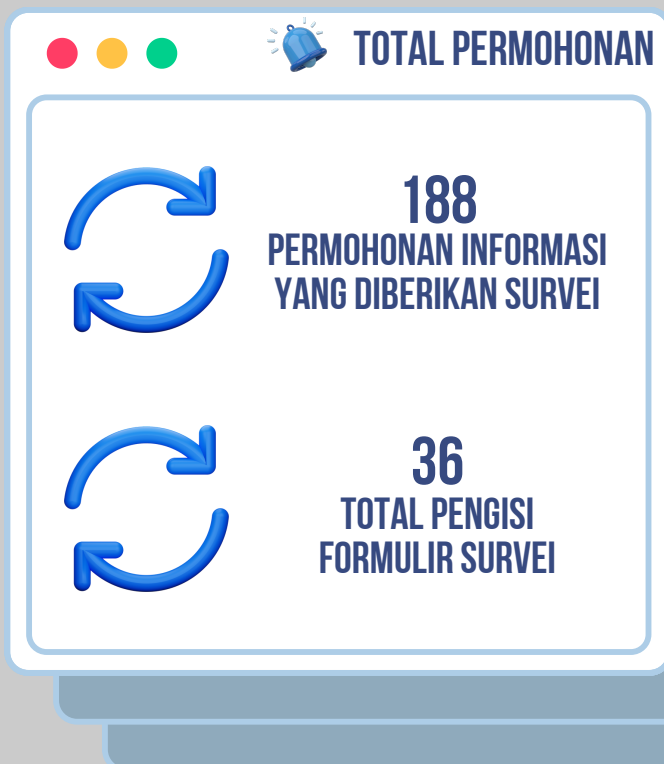 TOTAL PERMOHONAN
188
PERMOHONAN INFORMASI
YANG DIBERIKAN SURVEI
36
TOTAL PENGISI
FORMULIR SURVEI